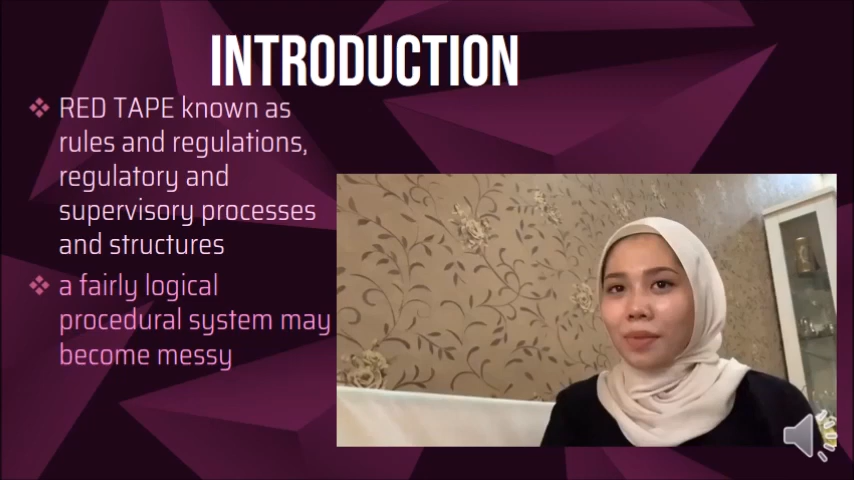 INTRODUCTION
RED TAPE known as
rules and regulations,
regulatory and
supervisory processes
and structures
a fairly logical
procedural system may
become messy